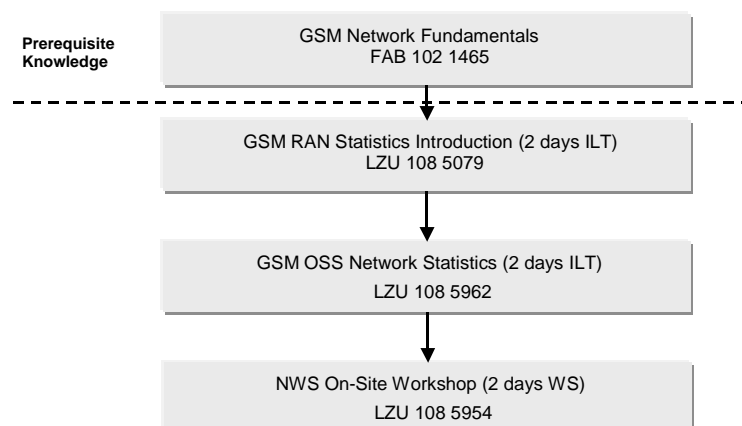 Prerequisite
Knowledge
GSM Network Fundamentals
FAB 102 1465
GSM RAN Statistics Introduction (2 days ILT)
LZU 108 5079
GSM OSS Network Statistics (2 days ILT)
LZU 108 5962
NWS On-Site Workshop (2 days WS)
LZU 108 5954